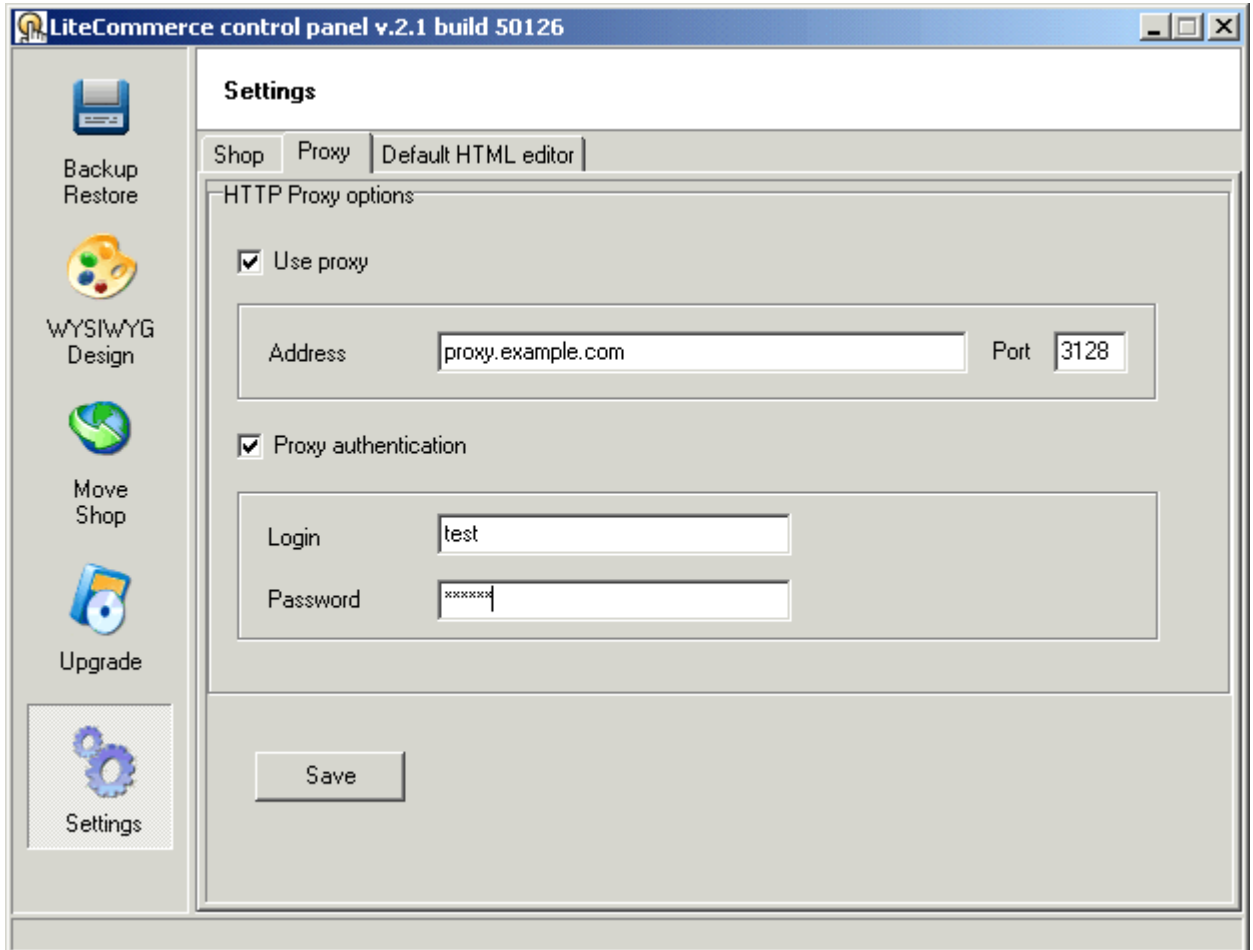 LiteCommerce control panel v.2.1 build 50126
Backup
Restore
WYSIWYG
Design
Move
Shop
Upgrade
Settings
Settings
Shop
Proxy
Default HTML editor
HTTP Proxy options
Use proxy
Address
proxy.example.com
Port
3128
Proxy authentication
Login
test
Password
******
Save